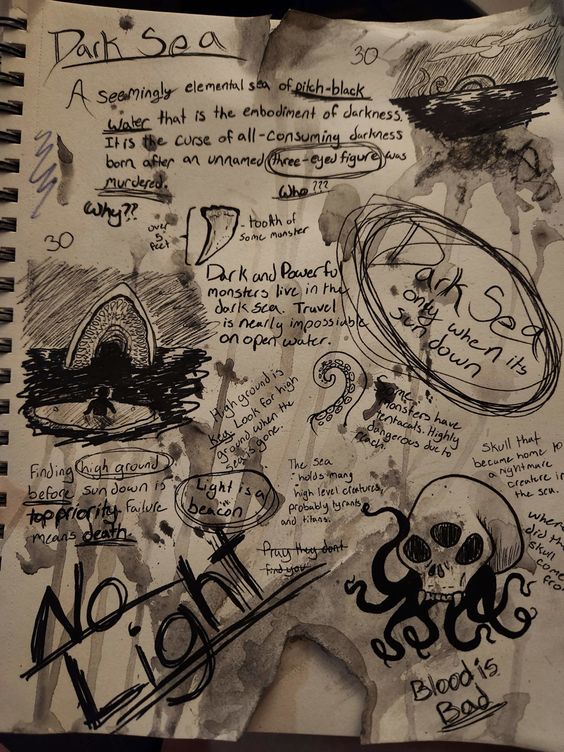 Dark Sea
30
A seemingly elemental sea of pitch-black
water that is the embodiment of darkness.
It is the curse of all-consuming darkness
born after an unnamed three-eyed figure was
murdered.
Who???
Why??
over
5
feet
- tooth of
some monster
30
Dark and Powerful
monsters live in the
dark sea. Travel
is nearly impossiable
on open water.
Dark Sea
only when its
sun down
High ground is
Key. Look for high
ground when the
sea is gone.
Some
monsters have
tentacals. Highly
dangerous due to
reach.
Finding high ground
before sun down is
top priority failure
means death.
Light is a
beacon
The sea
holds many
high level creatures,
probably tyrants
and titans.
Pray they dont
find you
Skull that
became home to
a nightmare
creature in
the sea.
where
did th
skull
come
fro
No
Light
Blood is
Bad